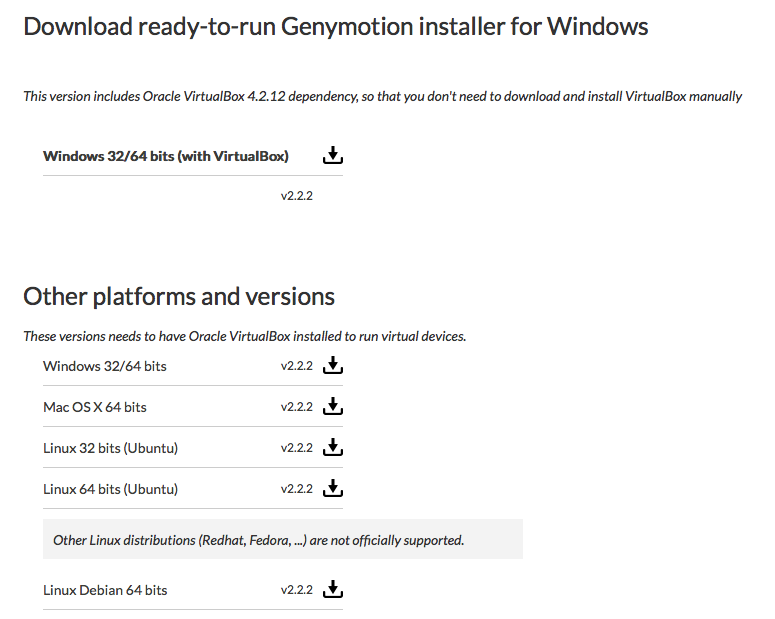 Download ready-to-run Genymotion installer for Windows
This version includes Oracle VirtualBox 4.2.12 dependency, so that you don't need to download and install VirtualBox manually
Windows 32/64 bits (with VirtualBox)
v2.2.2
Other platforms and versions
These versions needs to have Oracle VirtualBox installed to run virtual devices.
Windows 32/64 bits v2.2.2
Mac OS X 64 bits v2.2.2
Linux 32 bits (Ubuntu) v2.2.2
Linux 64 bits (Ubuntu) v2.2.2
Other Linux distributions (Redhat, Fedora, ...) are not officially supported.
Linux Debian 64 bits v2.2.2